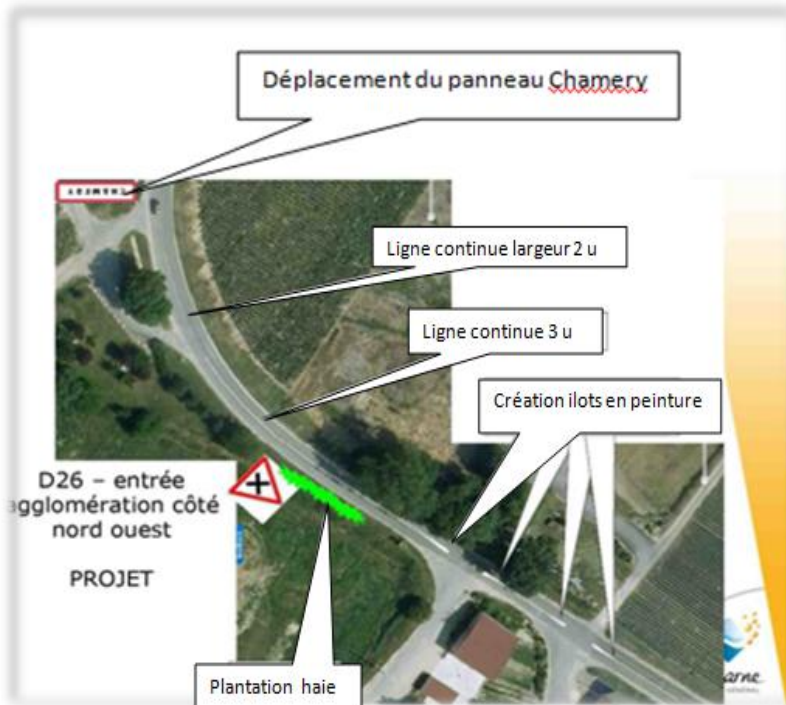 Déplacement du panneau Chamery
Ligne continue largeur 2 u
Ligne continue 3 u
Création ilots en peinture
D26 – entrée
agglomération côté
nord ouest
PROJET
Plantation haie
arne